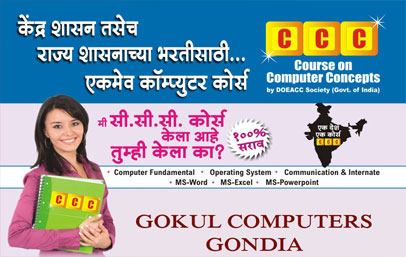 केंद्र शासन तसेच
राज्य शासनाच्या भरतीसाठी...
एकमेव कॉम्प्युटर कोर्स
C C C
Course on
Computer Concepts
by DOEACC Society (Govt. of India)
मी सी.सी.सी. कोर्स
केला आहे
तुम्ही केला का?
१००%
सराव
एक देश
एक कोर्स
CCC
• Computer Fundamental • Operating System • Communication & Internate
• MS-Word • MS-Excel • MS-Powerpoint
CCC
GOKUL COMPUTERS
GONDIA